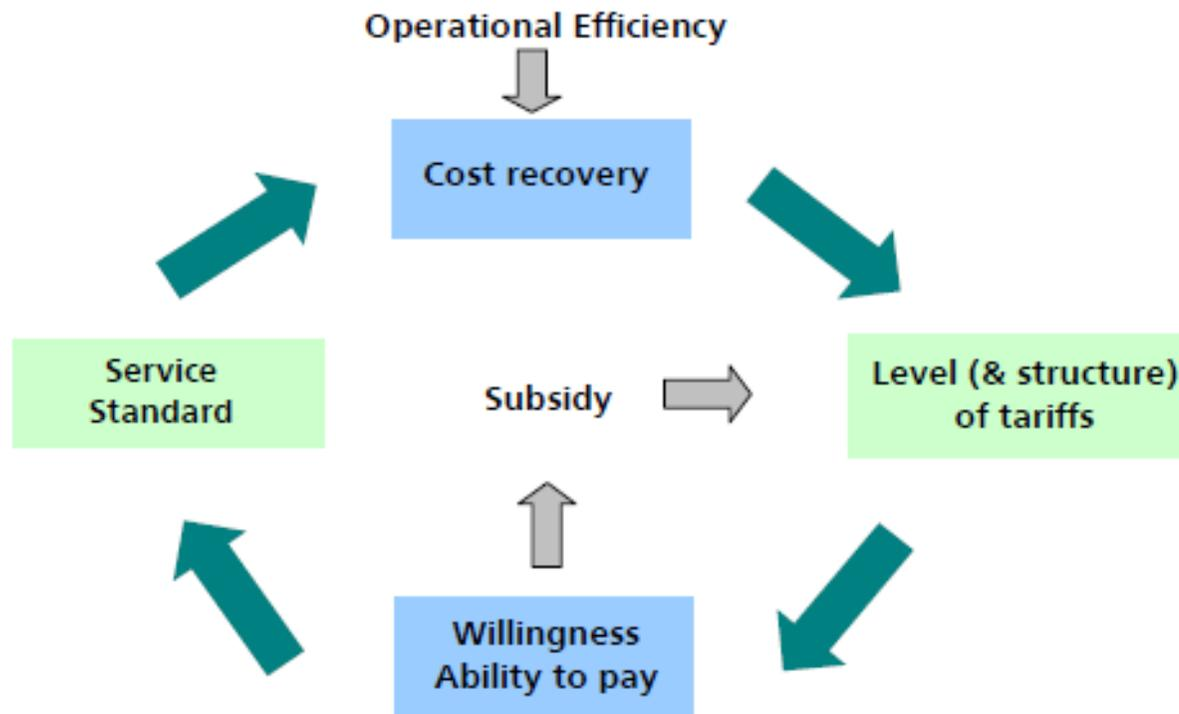 Operational Efficiency
Cost recovery
Service
Standard
Subsidy
Level (& structure)
of tariffs
Willingness
Ability to pay